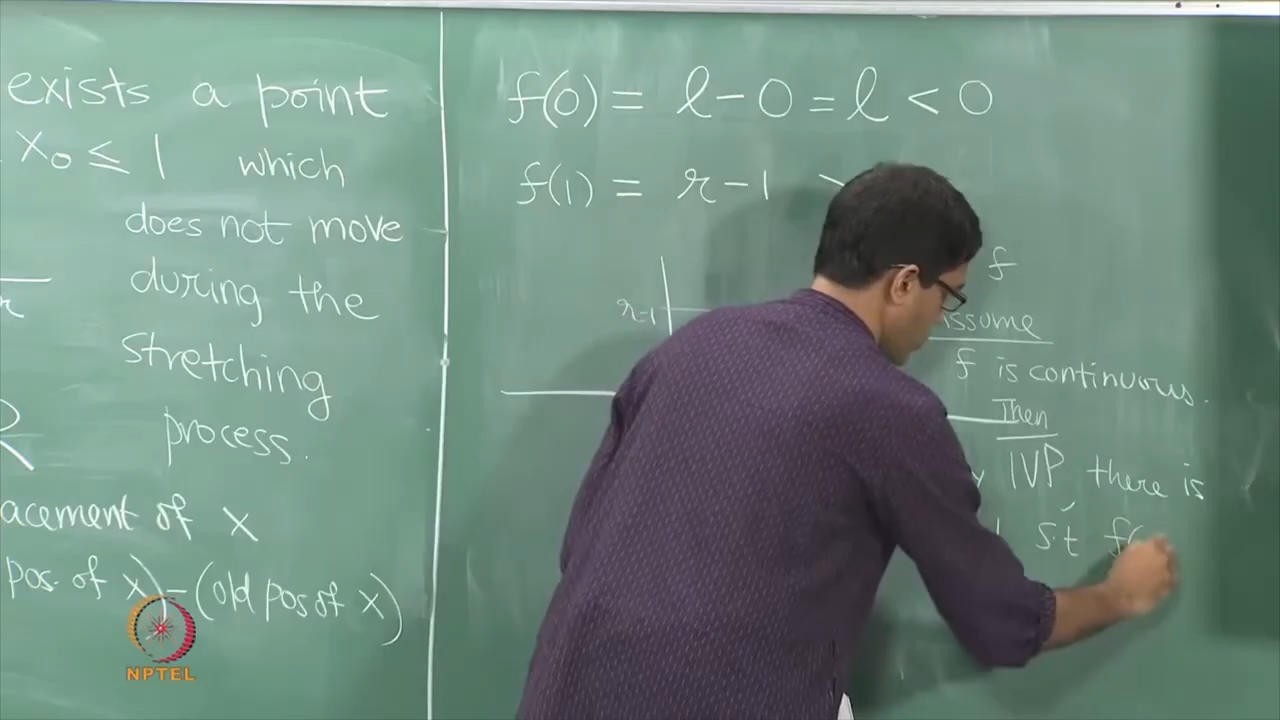 exists a point
x₀ ≤ 1 which
does not move
during the
stretching
process.
acement of x
pos. of x) - (old pos of x)
NPTEL
f(0) = l - 0 = l < 0
f(1) = r - 1 >
r-1
f
Assume
f is continuous.
Then
y IVP, there is
s.t f(